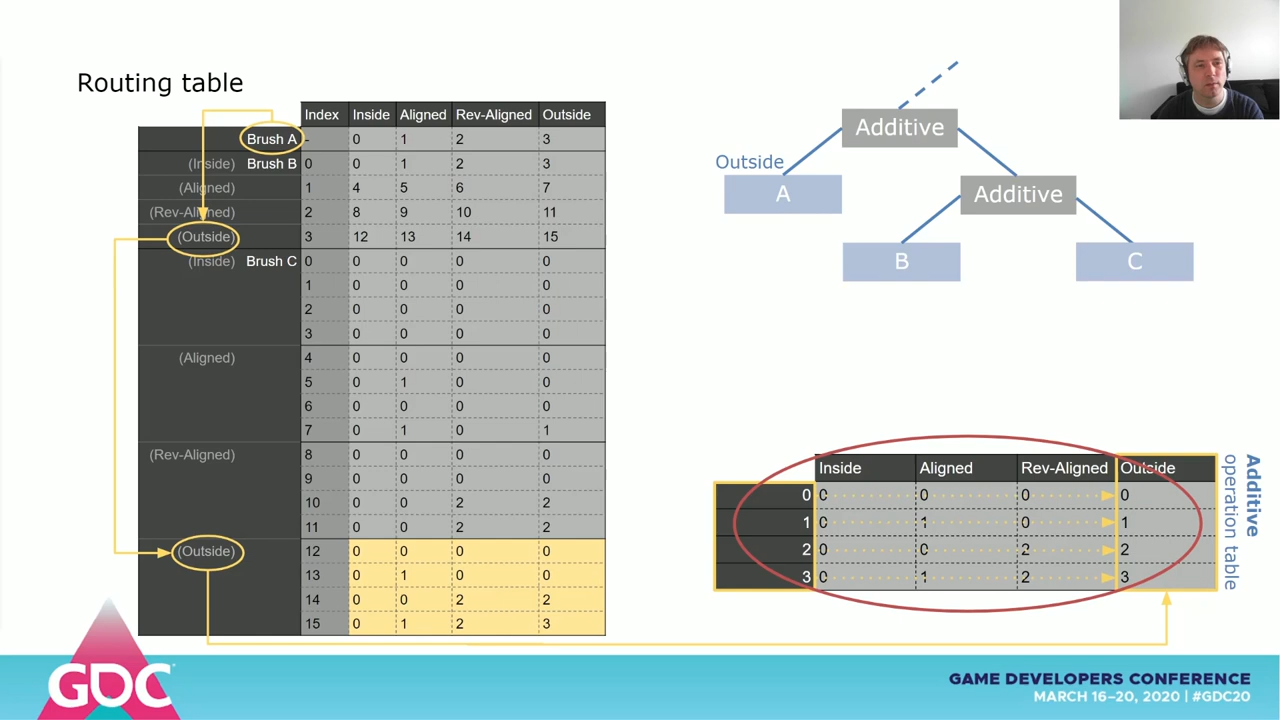 Routing table
Index Inside Aligned Rev-Aligned Outside
Brush A - 0 1 2 3
(Inside) Brush B 0 0 1 2 3
(Aligned) 1 4 5 6 7
(Rev-Aligned) 2 8 9 10 11
(Outside) 3 12 13 14 15
(Inside) Brush C 0 0 0 0 0
1 0 0 0 0
2 0 0 0 0
3 0 0 0 0
(Aligned) 4 0 0 0 0
5 0 1 0 0
6 0 0 0 0
7 0 1 0 1
(Rev-Aligned) 8 0 0 0 0
9 0 0 0 0
10 0 0 2 2
11 0 0 2 2
(Outside) 12 0 0 0 0
13 0 1 0 0
14 0 0 2 2
15 0 1 2 3
Additive
Outside
A
Additive
B
C
Inside Aligned Rev-Aligned Outside
0 0 0 0 0
1 0 1 0 1
2 0 0 2 2
3 0 1 2 3
Additive
operation table
GDC
GAME DEVELOPERS CONFERENCE
MARCH 16–20, 2020 | #GDC20